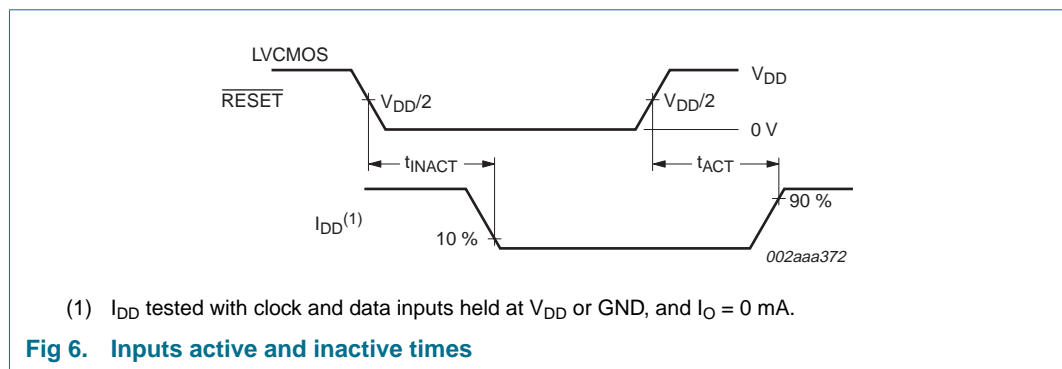 LVCMOS
RESET
VDD/2
VDD/2
VDD
0 V
tINACT
tACT
IDD(1)
10 %
90 %
002aaa372
(1) IDD tested with clock and data inputs held at VDD or GND, and IO = 0 mA.
Fig 6. Inputs active and inactive times